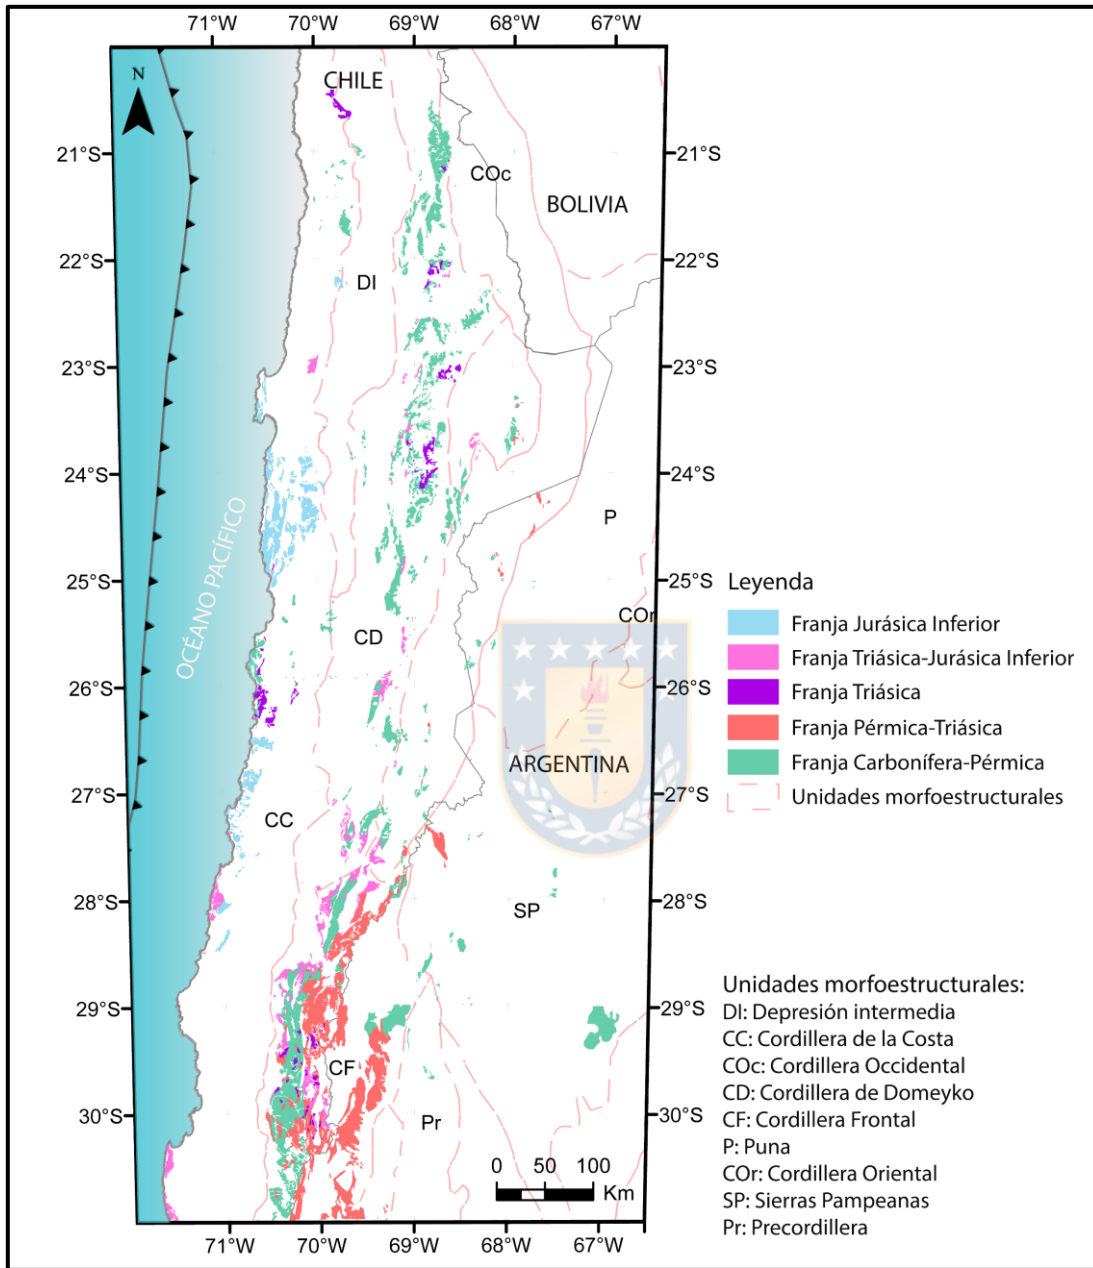 71°W 70°W 69°W 68°W 67°W
N
CHILE
21°S 21°S
COc
BOLIVIA
22°S 22°S
DI
23°S 23°S
24°S 24°S
OCÉANO PACÍFICO
P
25°S 25°S
COr
CD
26°S 26°S
ARGENTINA
27°S 27°S
CC
28°S 28°S
SP
29°S 29°S
CF
30°S 30°S
Pr
0 50 100
Km
71°W 70°W 69°W 68°W 67°W
Leyenda
Franja Jurásica Inferior
Franja Triásica-Jurásica Inferior
Franja Triásica
Franja Pérmica-Triásica
Franja Carbonífera-Pérmica
Unidades morfoestructurales
Unidades morfoestructurales:
DI: Depresión intermedia
CC: Cordillera de la Costa
COc: Cordillera Occidental
CD: Cordillera de Domeyko
CF: Cordillera Frontal
P: Puna
COr: Cordillera Oriental
SP: Sierras Pampeanas
Pr: Precordillera